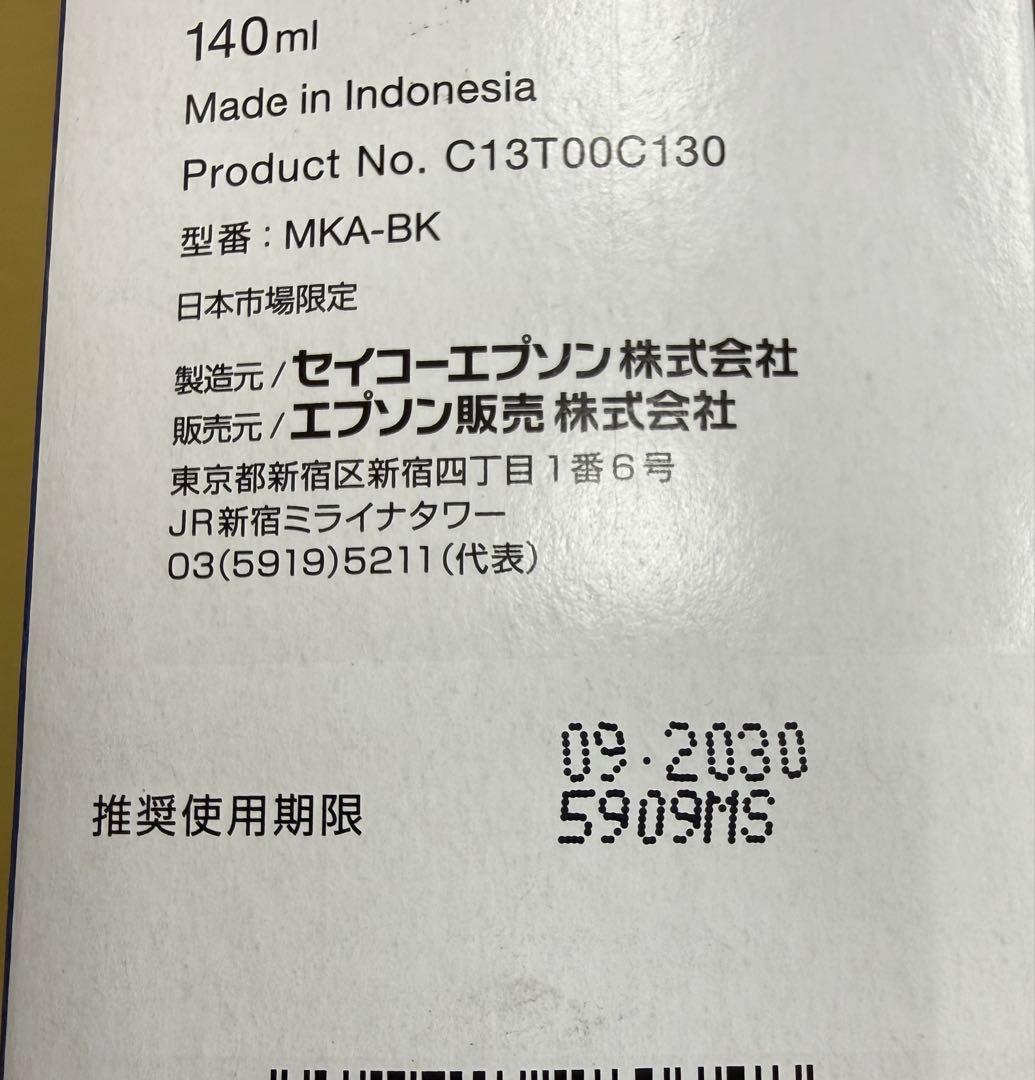 140ml
Made in Indonesia
Product No. C13T00C130
型番：MKA-BK
日本市場限定
製造元/セイコーエプソン株式会社
販売元/エプソン販売株式会社
東京都新宿区新宿四丁目1番6号
JR新宿ミライナタワー
03(5919)5211(代表)
09.2030
推奨使用期限
5909MS